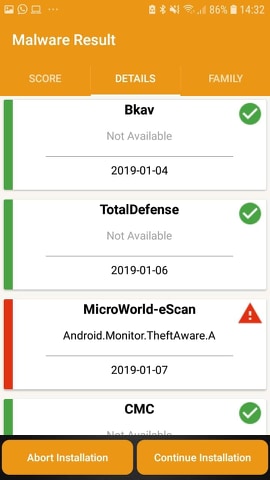 86% 14:32
Malware Result
SCORE DETAILS FAMILY
Bkav
Not Available
2019-01-04
TotalDefense
Not Available
2019-01-06
MicroWorld-eScan
Android.Monitor.TheftAware.A
2019-01-07
CMC
Not Available
Abort Installation Continue Installation